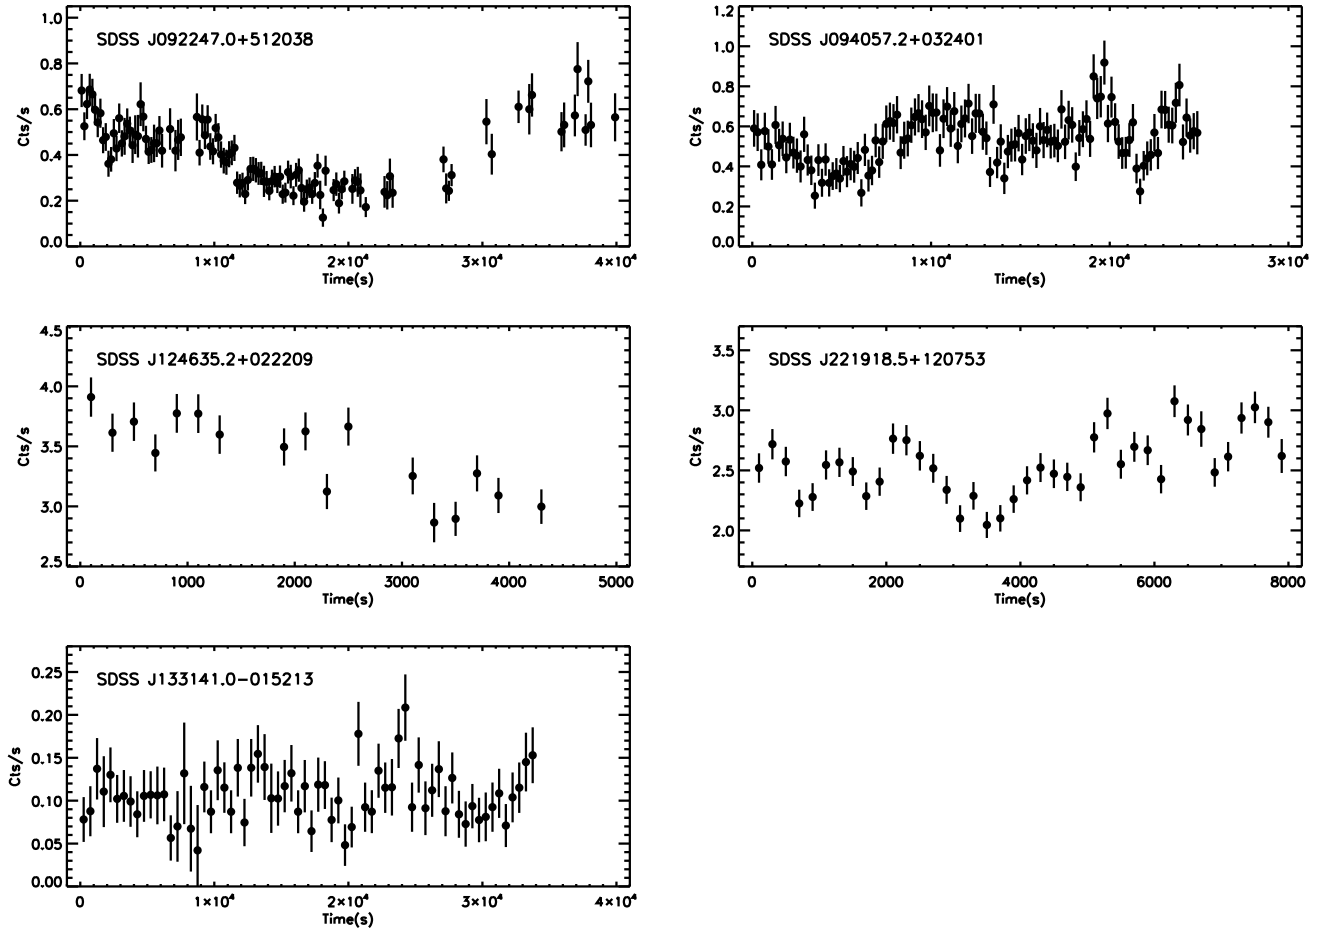 SDSS J092247.0+512038
Cts/s
1.0
0.8
0.6
0.4
0.2
0.0
0 1×10⁴ 2×10⁴ 3×10⁴ 4×10⁴
Time(s)
SDSS J094057.2+032401
Cts/s
1.2
1.0
0.8
0.6
0.4
0.2
0.0
0 1×10⁴ 2×10⁴ 3×10⁴
Time(s)
SDSS J124635.2+022209
Cts/s
4.5
4.0
3.5
3.0
2.5
0 1000 2000 3000 4000 5000
Time(s)
SDSS J221918.5+120753
Cts/s
3.5
3.0
2.5
2.0
0 2000 4000 6000 8000
Time(s)
SDSS J133141.0−015213
Cts/s
0.25
0.20
0.15
0.10
0.05
0.00
0 1×10⁴ 2×10⁴ 3×10⁴ 4×10⁴
Time(s)